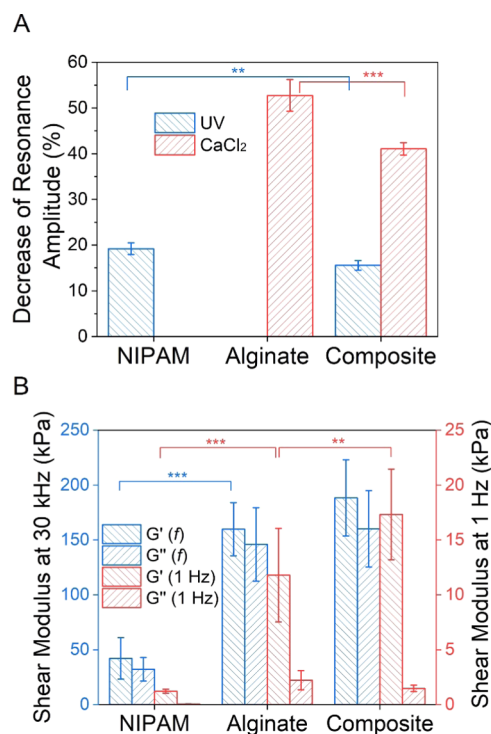 A
Decrease of Resonance
Amplitude (%)
60
50
40
30
20
10
0
**
***
UV
CaCl₂
NIPAM Alginate Composite
B
Shear Modulus at 30 kHz (kPa)
250
200
150
100
50
0
***
***
**
G' (f)
G'' (f)
G' (1 Hz)
G'' (1 Hz)
25
20
15
10
5
0
Shear Modulus at 1 Hz (kPa)
NIPAM Alginate Composite